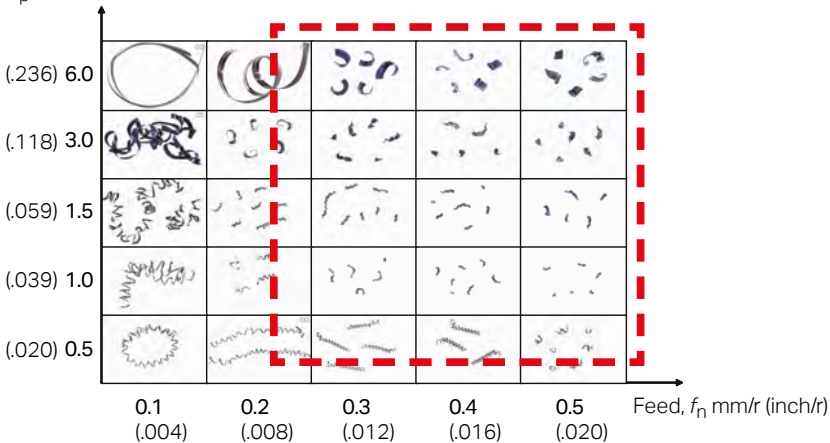 p
(.236) 6.0
(.118) 3.0
(.059) 1.5
(.039) 1.0
(.020) 0.5
0.1 0.2 0.3 0.4 0.5 Feed, fn mm/r (inch/r)
(.004) (.008) (.012) (.016) (.020)